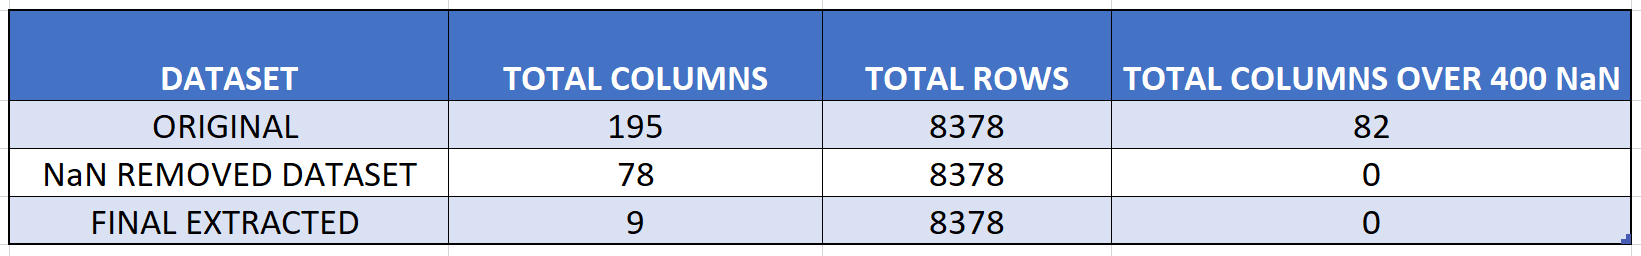 DATASET TOTAL COLUMNS TOTAL ROWS TOTAL COLUMNS OVER 400 NaN
ORIGINAL 195 8378 82
NaN REMOVED DATASET 78 8378 0
FINAL EXTRACTED 9 8378 0